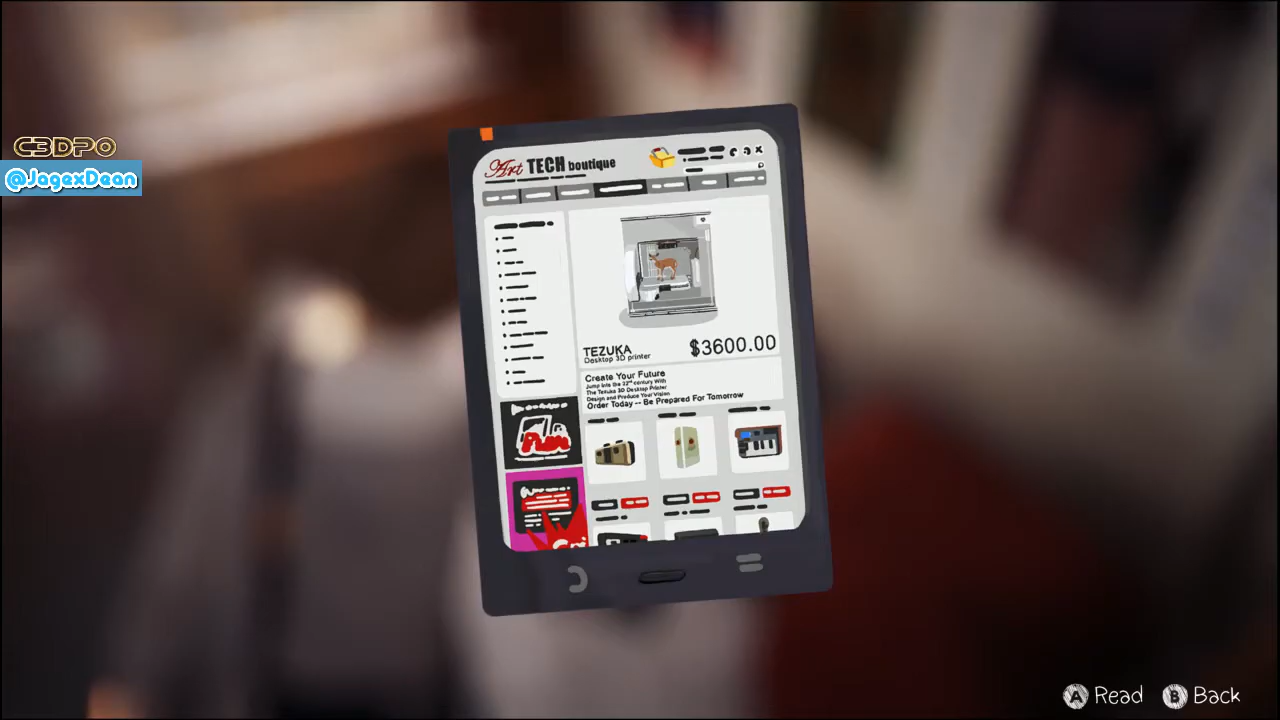 C3DPO
@JagexDean
Art TECH boutique
TEZUKA
Desktop 3D printer
$3600.00
Create Your Future
Jump into the 22nd century With
The Tezuka 3D Desktop Printer
Design and Produce Your Vision
Order Today -- Be Prepared For Tomorrow
A Read
B Back